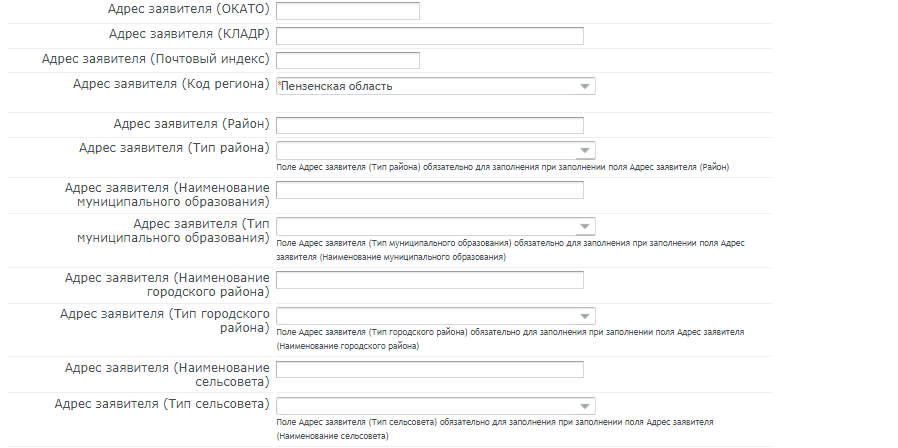 Адрес заявителя (ОКАТО)
Адрес заявителя (КЛАДР)
Адрес заявителя (Почтовый индекс)
Адрес заявителя (Код региона) *Пензенская область
Адрес заявителя (Район)
Адрес заявителя (Тип района)
Поле Адрес заявителя (Тип района) обязательно для заполнения при заполнении поля Адрес заявителя (Район)
Адрес заявителя (Наименование
муниципального образования)
Адрес заявителя (Тип
муниципального образования)
Поле Адрес заявителя (Тип муниципального образования) обязательно для заполнения при заполнении поля Адрес
заявителя (Наименование муниципального образования)
Адрес заявителя (Наименование
городского района)
Адрес заявителя (Тип городского
района)
Поле Адрес заявителя (Тип городского района) обязательно для заполнения при заполнении поля Адрес заявителя
(Наименование городского района)
Адрес заявителя (Наименование
сельсовета)
Адрес заявителя (Тип сельсовета)
Поле Адрес заявителя (Тип сельсовета) обязательно для заполнения при заполнении поля Адрес заявителя
(Наименование сельсовета)